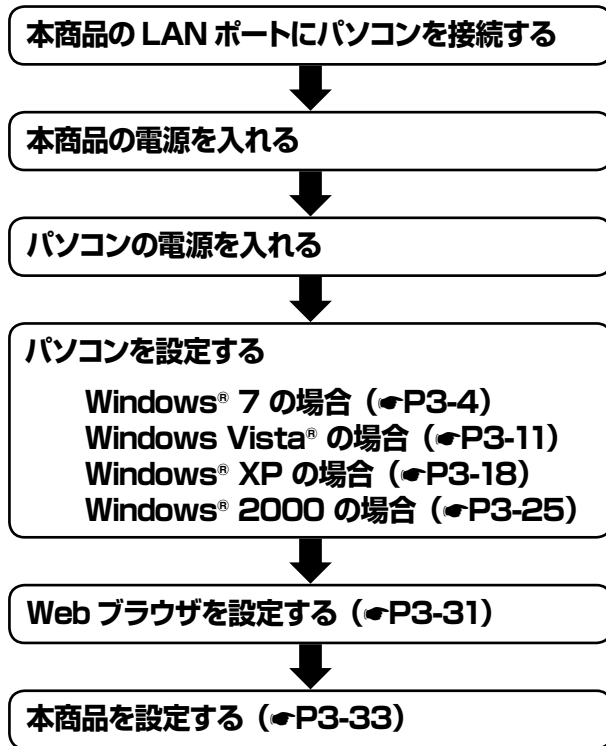 本商品の LAN ポートにパソコンを接続する
本商品の電源を入れる
パソコンの電源を入れる
パソコンを設定する
Windows® 7 の場合（☛P3-4）
Windows Vista® の場合（☛P3-11）
Windows® XP の場合（☛P3-18）
Windows® 2000 の場合（☛P3-25）
Web ブラウザを設定する（☛P3-31）
本商品を設定する（☛P3-33）